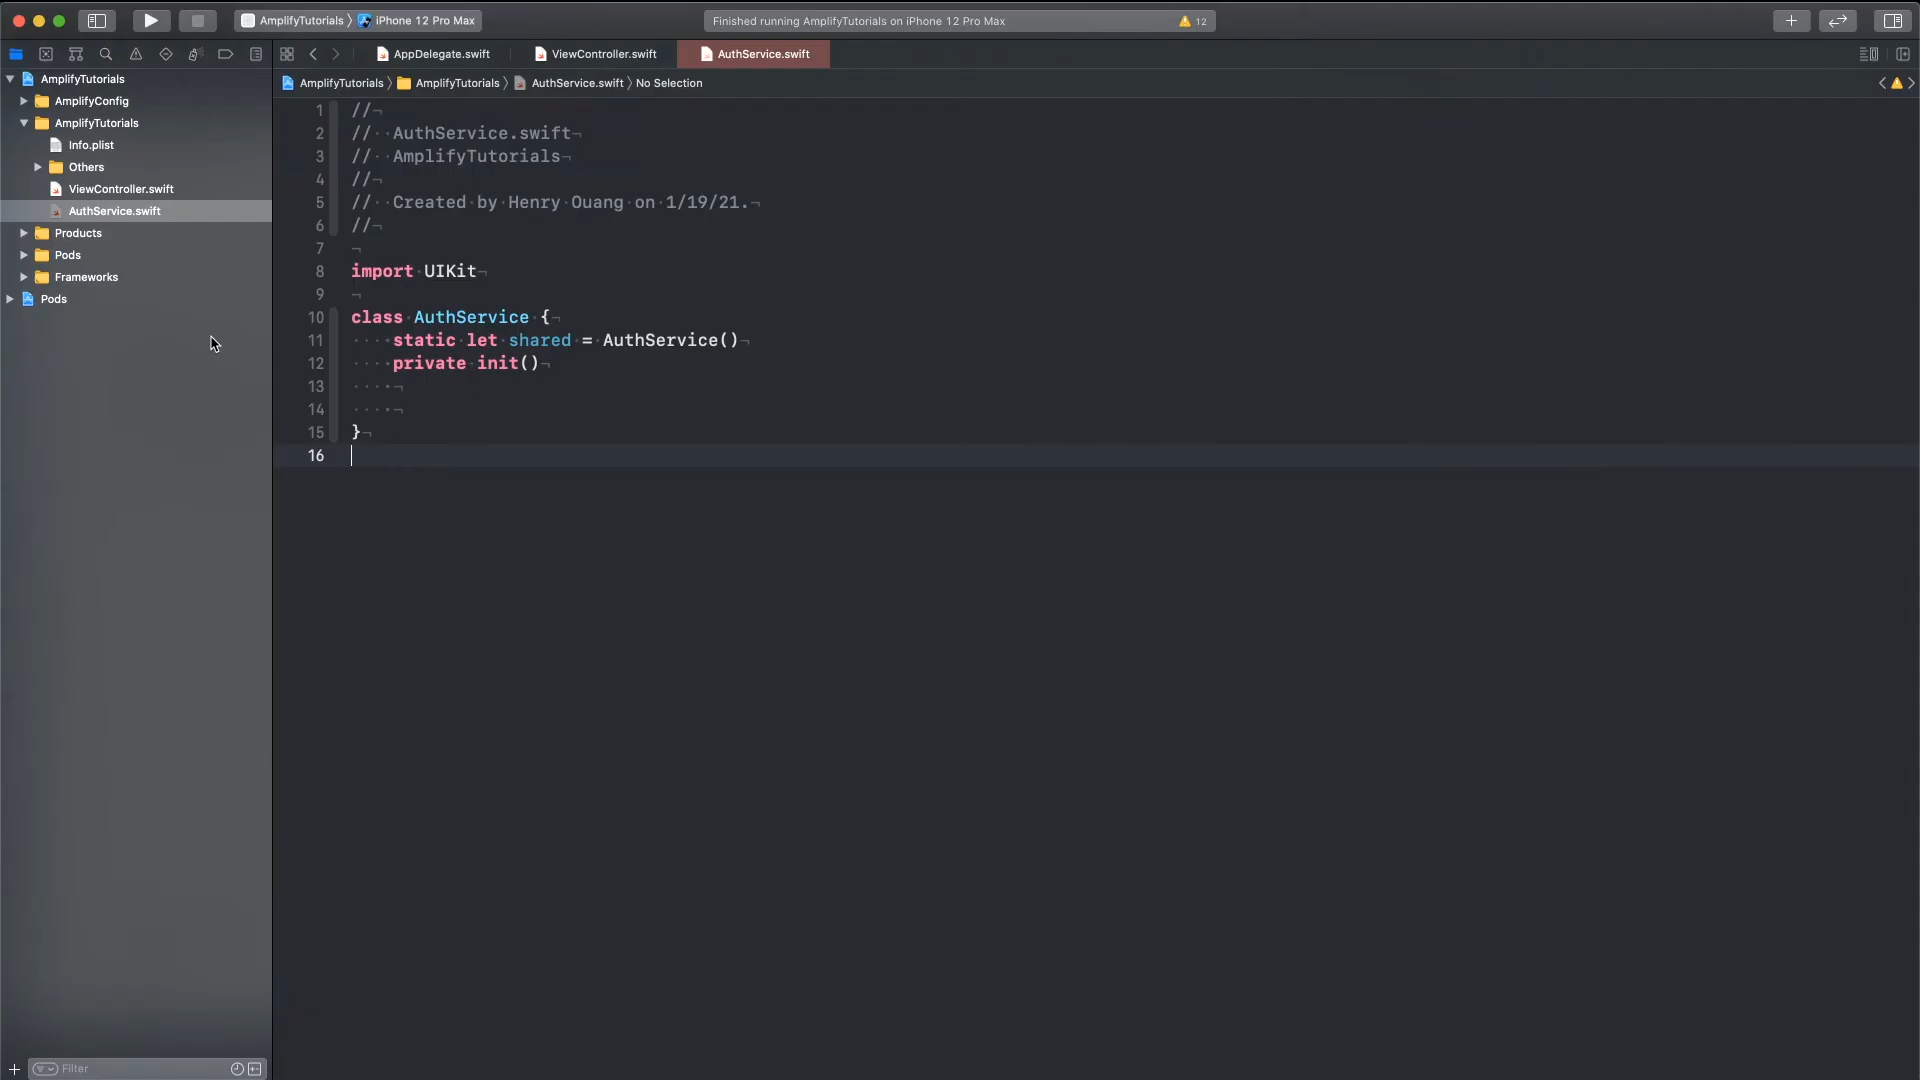 AmplifyTutorials 〉 iPhone 12 Pro Max
Finished running AmplifyTutorials on iPhone 12 Pro Max
12
AppDelegate.swift
ViewController.swift
AuthService.swift
AmplifyTutorials 〉 AmplifyTutorials 〉 AuthService.swift 〉 No Selection
AmplifyTutorials
AmplifyConfig
AmplifyTutorials
Info.plist
Others
ViewController.swift
AuthService.swift
Products
Pods
Frameworks
Pods
1 //
2 //  AuthService.swift
3 //  AmplifyTutorials
4 //
5 //  Created by Henry Ouang on 1/19/21.
6 //
7
8 import UIKit
9
10 class AuthService {
11     static let shared = AuthService()
12     private init()
13
14
15 }
16
Filter